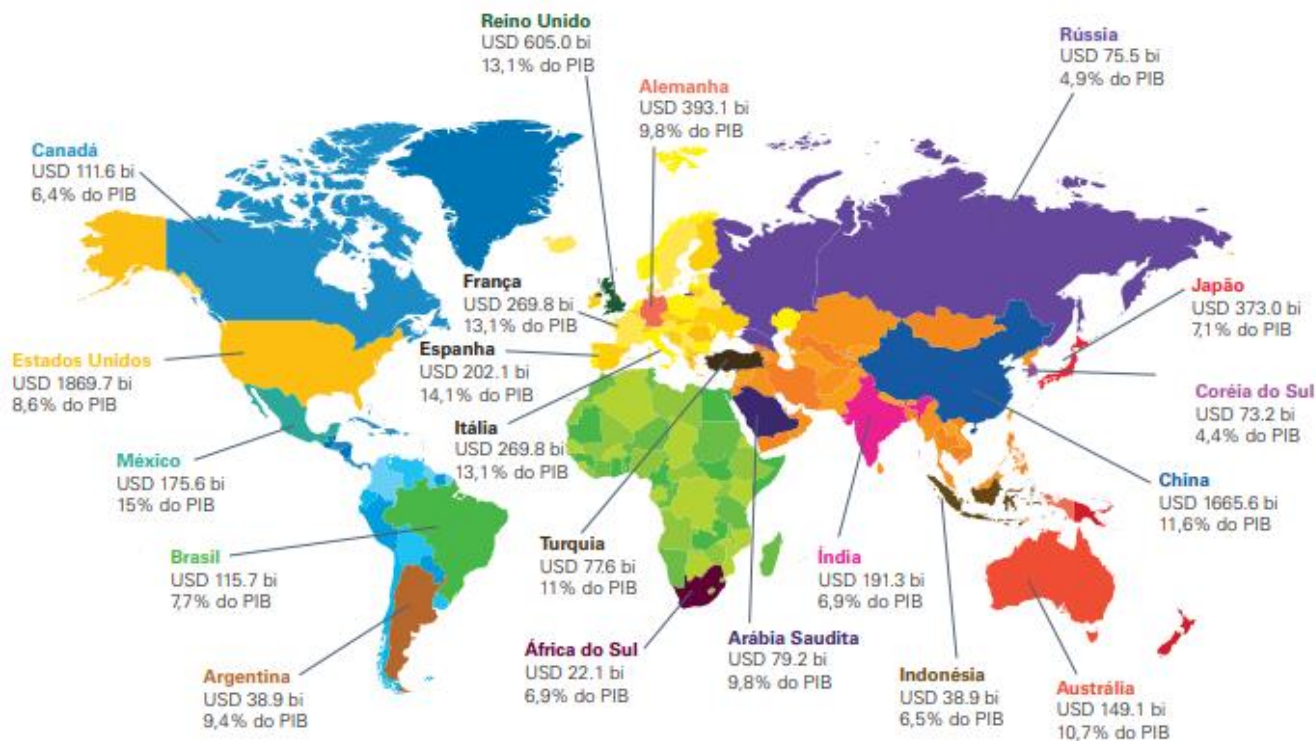 Reino Unido
USD 605.0 bi
13,1% do PIB
Rússia
USD 75.5 bi
4,9% do PIB
Alemanha
USD 393.1 bi
9,8% do PIB
Canadá
USD 111.6 bi
6,4% do PIB
França
USD 269.8 bi
13,1% do PIB
Japão
USD 373.0 bi
7,1% do PIB
Estados Unidos
USD 1869.7 bi
8,6% do PIB
Espanha
USD 202.1 bi
14,1% do PIB
Coréia do Sul
USD 73.2 bi
4,4% do PIB
Itália
USD 269.8 bi
13,1% do PIB
México
USD 175.6 bi
15% do PIB
China
USD 1665.6 bi
11,6% do PIB
Brasil
USD 115.7 bi
7,7% do PIB
Turquia
USD 77.6 bi
11% do PIB
Índia
USD 191.3 bi
6,9% do PIB
África do Sul
USD 22.1 bi
6,9% do PIB
Arábia Saudita
USD 79.2 bi
9,8% do PIB
Argentina
USD 38.9 bi
9,4% do PIB
Indonésia
USD 38.9 bi
6,5% do PIB
Austrália
USD 149.1 bi
10,7% do PIB